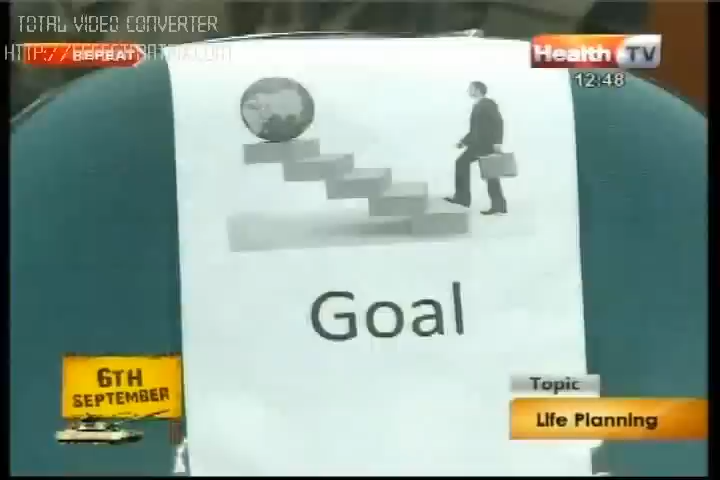 TOTAL VIDEO CONVERTER
REPEAT
Health TV
12:48
Goal
6TH
SEPTEMBER
Topic
Life Planning